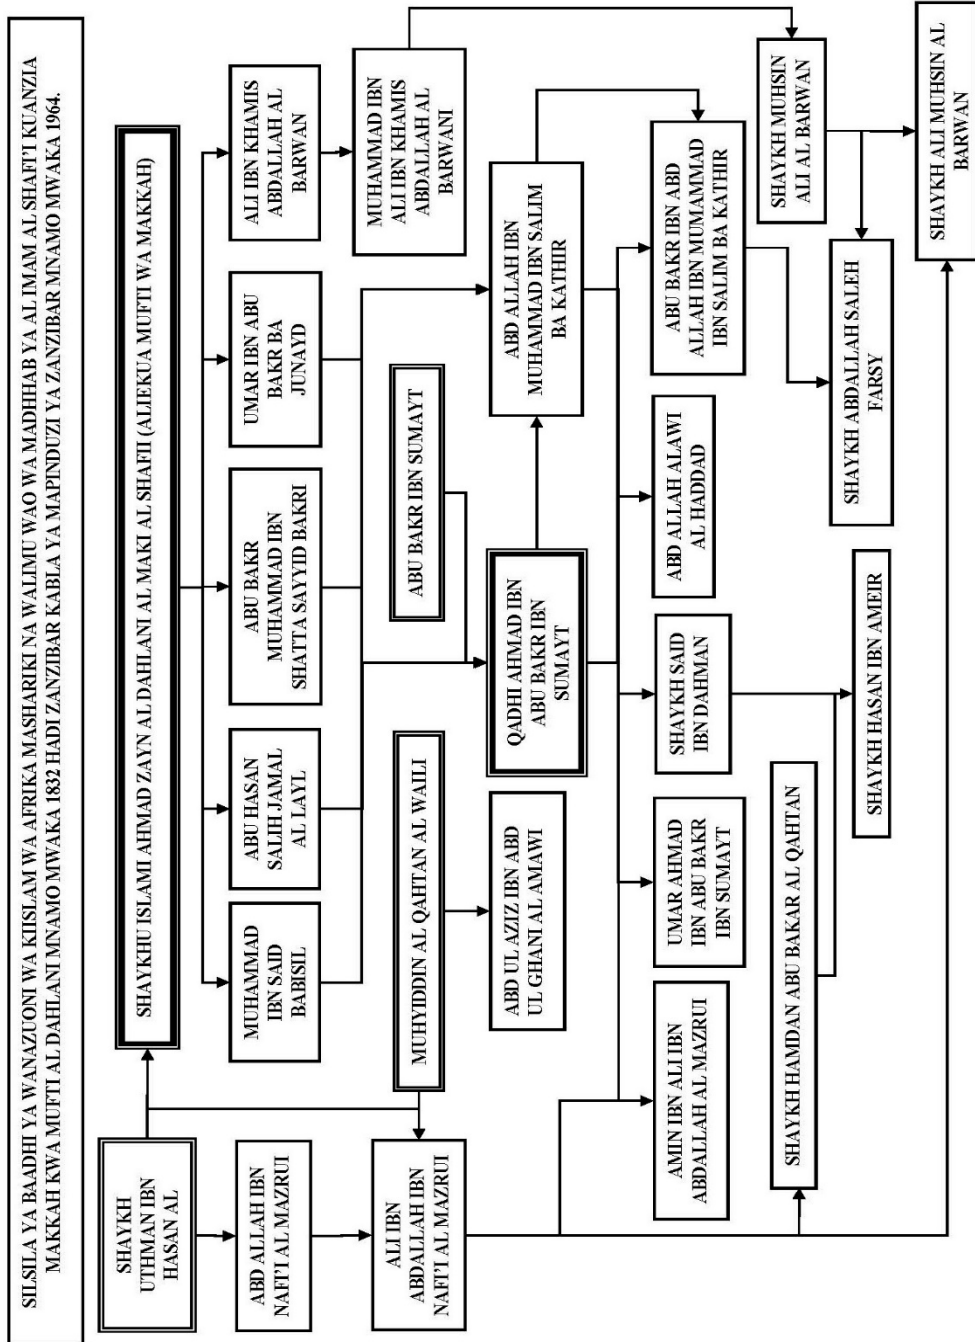 SILSILA YA BAADHI YA WANAZUONI WA KIISLAM WA AFRIKA MASHARIKI NA WALIMU WAO WA MADHHAB YA AL IMAM AL SHAFI'I KUANZIA
MAKKAH KWA MUFTI AL DAHLANI MNAMO MWAKA 1832 HADI ZANZIBAR KABLA YA MAPINDUZI YA ZANZIBAR MNAMO MWAKA 1964.
SHAYKH
UTHMAN IBN
HASAN AL
SHAYKHU ISLAMI AHMAD ZAYN AL DAHLANI AL MAKI AL SHAFII (ALIEKUA MUFTI WA MAKKAH)
ABD ALLAH IBN
NAFI'I AL MAZRUI
MUHAMMAD
IBN SAID
BABISIL
ABU HASAN
SALIH JAMAL
AL LAYL
ABU BAKR
MUHAMMAD IBN
SHATTA SAYYID BAKRI
UMAR IBN ABU
BAKR BA
JUNAYD
ALI IBN KHAMIS
ABDALLAH AL
BARWAN
ALI IBN
ABDALLAH IBN
NAFI'I AL MAZRUI
MUHYIDDIN AL QAHTAN AL WAILI
ABU BAKR IBN SUMAYT
MUHAMMAD IBN
ALI IBN KHAMIS
ABDALLAH AL
BARWANI
ABD UL AZIZ IBN ABD
UL GHANI AL AMAWI
QADHI AHMAD IBN
ABU BAKR IBN
SUMAYT
ABD ALLAH IBN
MUHAMMAD IBN SALIM
BA KATHIR
AMIN IBN ALI IBN
ABDALLAH AL MAZRUI
UMAR AHMAD
IBN ABU BAKR
IBN SUMAYT
SHAYKH SAID
IBN DAHMAN
ABD ALLAH ALAWI
AL HADDAD
ABU BAKR IBN ABD
ALLAH IBN MUMAMMAD
IBN SALIM BA KATHIR
SHAYKH MUHSIN
ALI AL BARWAN
SHAYKH HAMDAN ABU BAKAR AL QAHTAN
SHAYKH HASAN IBN AMEIR
SHAYKH ABDALLAH SALEH
FARSY
SHAYKH ALI MUHSIN AL
BARWAN